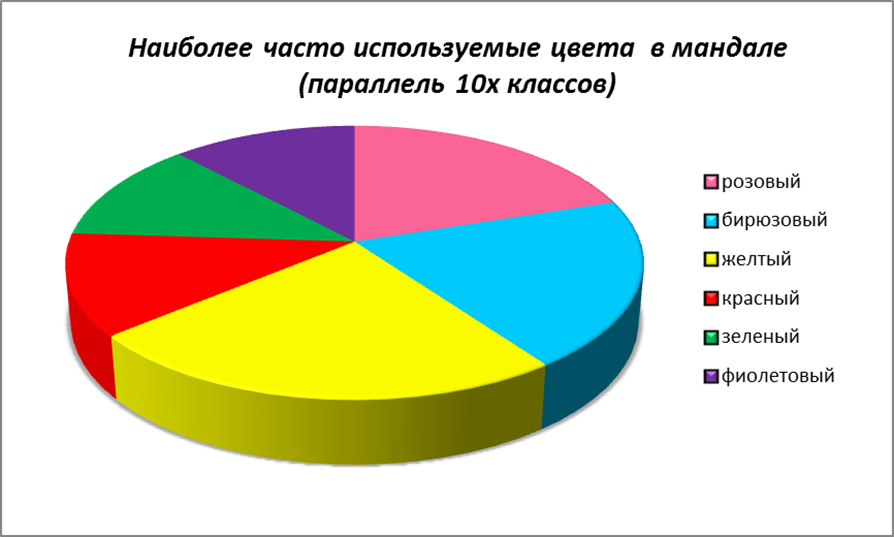 Наиболее часто используемые цвета в мандале
(параллель 10х классов)
розовый
бирюзовый
желтый
красный
зеленый
фиолетовый